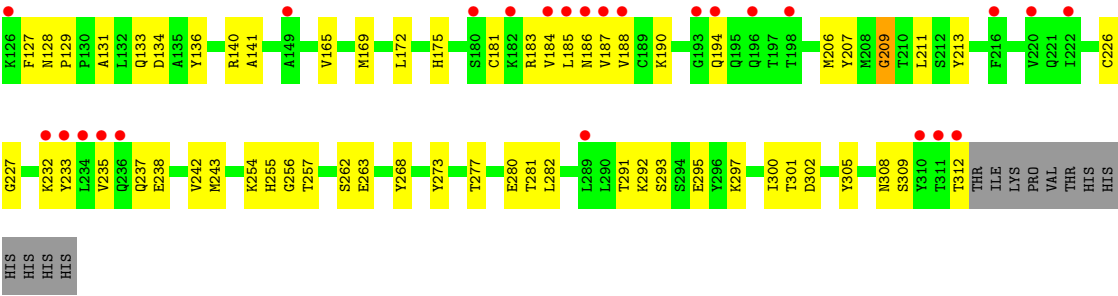 K126 F127 N128 P129 P130 A131 L132 Q133 D134 A135 Y136 R140 A141 A149 V165 M169 L172 H175 S180 C181 K182 R183 V184 L185 N186 V187 V188 C189 K190 G193 Q194 Q195 Q196 T197 T198 M206 Y207 M208 G209 T210 L211 S212 Y213 F216 V220 Q221 I222 C226
G227 K232 Y233 L234 V235 Q236 Q237 E238 V242 M243 K254 H255 G256 T257 S262 E263 Y268 Y273 T277 E280 T281 L282 L289 L290 T291 K292 S293 S294 E295 Y296 K297 I300 T301 D302 Y305 N308 S309 Y310 T311 T312 THR ILE LYS PRO VAL THR HIS HIS
HIS HIS HIS HIS